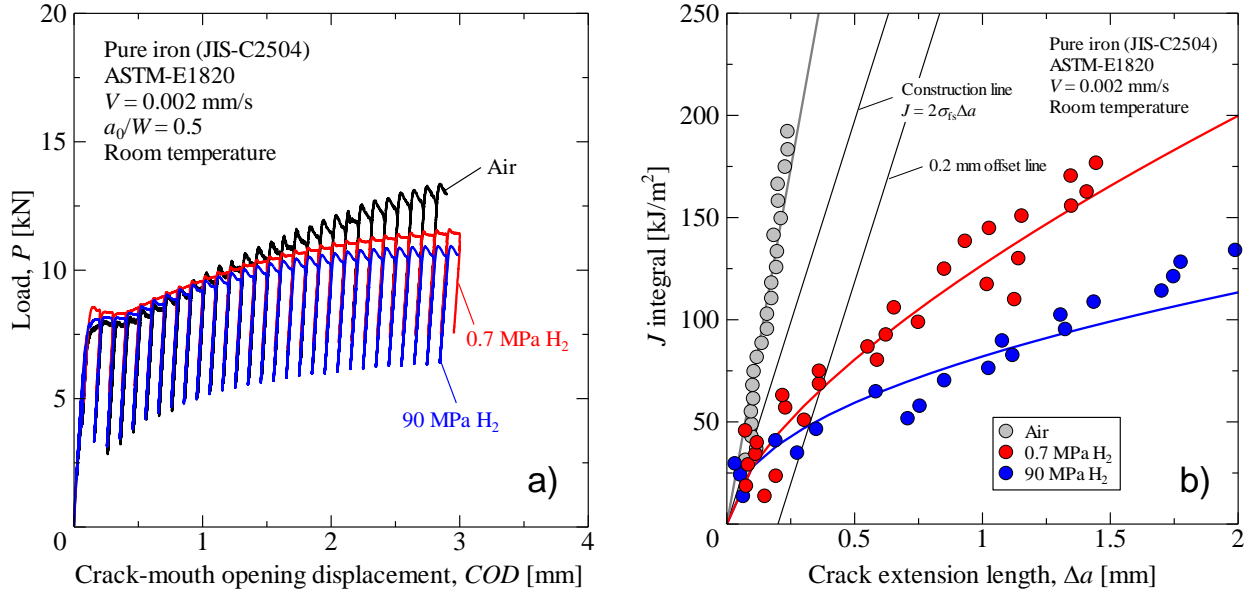 Pure iron (JIS-C2504)
ASTM-E1820
V = 0.002 mm/s
a₀/W = 0.5
Room temperature
Air
0.7 MPa H₂
90 MPa H₂
a)
20
15
10
5
0
0
1
2
3
4
Load, P [kN]
Crack-mouth opening displacement, COD [mm]
Pure iron (JIS-C2504)
ASTM-E1820
V = 0.002 mm/s
Room temperature
Construction line
J = 2σfsΔa
0.2 mm offset line
Air
0.7 MPa H₂
90 MPa H₂
b)
250
200
150
100
50
0
0
0.5
1
1.5
2
J integral [kJ/m²]
Crack extension length, Δa [mm]